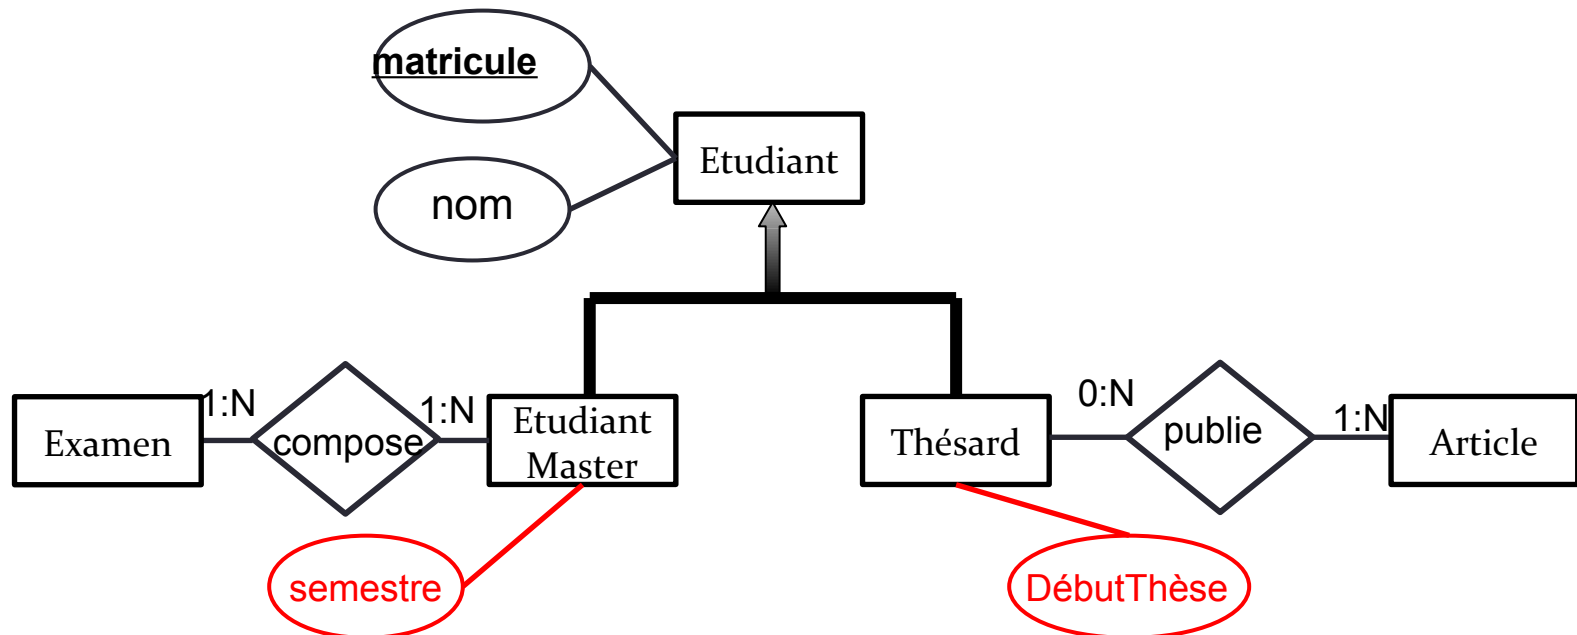 matricule
Etudiant
nom
Examen
1:N
compose
1:N
Etudiant
Master
Thésard
0:N
publie
1:N
Article
semestre
DébutThèse